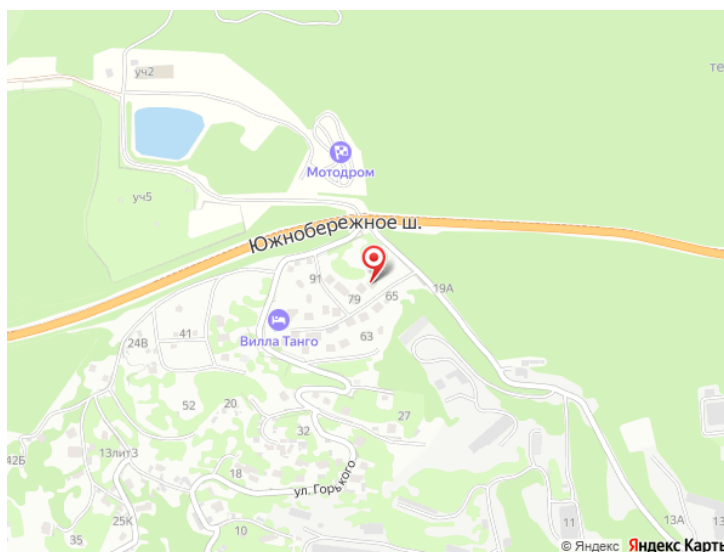 те
уч2
Мотодром
уч5
Южнобережное ш.
91
19А
79
65
41
24В
Вилла Танго
63
52
20
27
32
42Б
13лит3
18
ул. Горького
25К
13А
13
11
10
35
© Яндекс Яндекс Карты